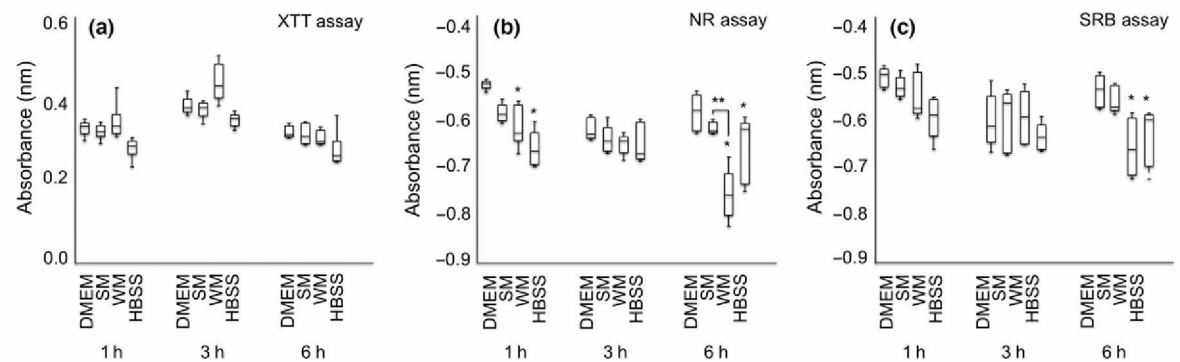 (a) XTT assay
Absorbance (nm)
0.6
0.4
0.2
0.0
DMEM
SM
WM
HBSS
DMEM
SM
WM
HBSS
DMEM
SM
WM
HBSS
1 h 3 h 6 h
(b) NR assay
Absorbance (nm)
−0.4
−0.5
−0.6
−0.7
−0.8
−0.9
* * ** * *
DMEM
SM
WM
HBSS
DMEM
SM
WM
HBSS
DMEM
SM
WM
HBSS
1 h 3 h 6 h
(c) SRB assay
Absorbance (nm)
−0.4
−0.5
−0.6
−0.7
−0.8
−0.9
* *
DMEM
SM
WM
HBSS
DMEM
SM
WM
HBSS
DMEM
SM
WM
HBSS
1 h 3 h 6 h